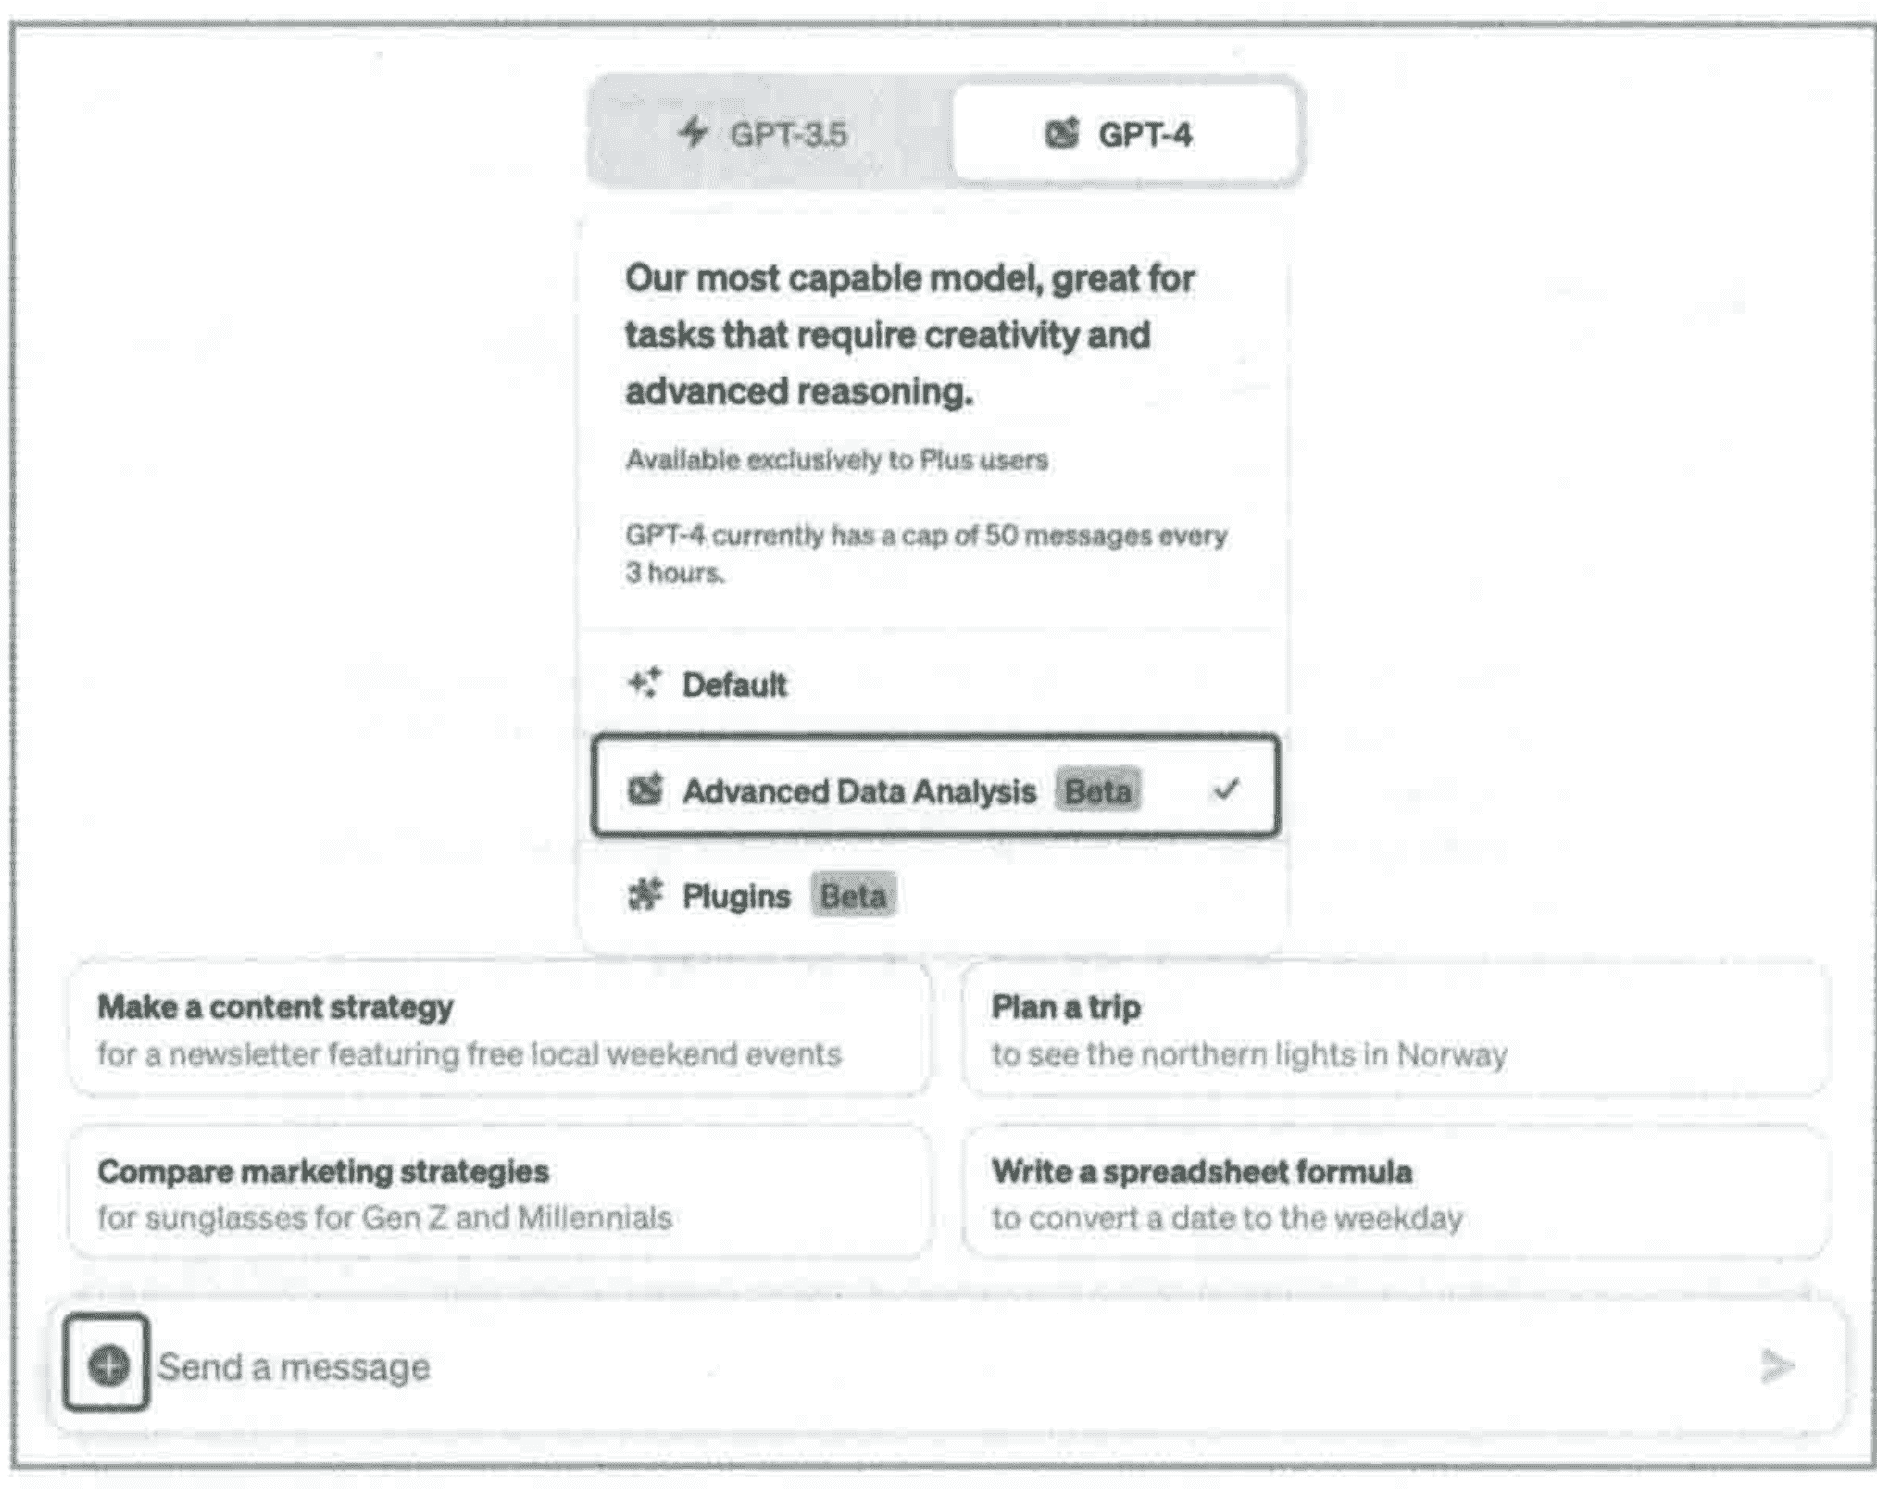 GPT-3.5
GPT-4
Our most capable model, great for
tasks that require creativity and
advanced reasoning.
Available exclusively to Plus users
GPT-4 currently has a cap of 50 messages every
3 hours.
Default
Advanced Data Analysis Beta
Plugins Beta
Make a content strategy
for a newsletter featuring free local weekend events
Plan a trip
to see the northern lights in Norway
Compare marketing strategies
for sunglasses for Gen Z and Millennials
Write a spreadsheet formula
to convert a date to the weekday
Send a message